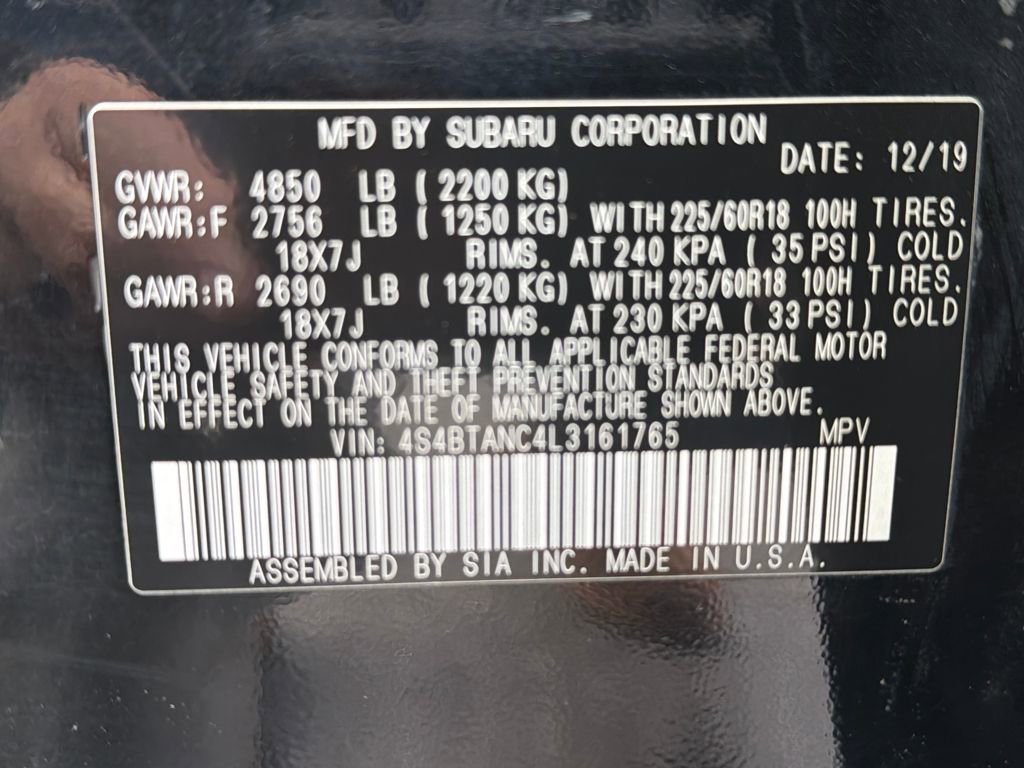 MFD BY SUBARU CORPORATION
DATE: 12/19
GVWR: 4850 LB ( 2200 KG)
GAWR:F 2756 LB ( 1250 KG) WITH 225/60R18 100H TIRES.
18X7J RIMS. AT 240 KPA ( 35 PSI) COLD
GAWR:R 2690 LB ( 1220 KG) WITH 225/60R18 100H TIRES.
18X7J RIMS. AT 230 KPA ( 33 PSI) COLD
THIS VEHICLE CONFORMS TO ALL APPLICABLE FEDERAL MOTOR
VEHICLE SAFETY AND THEFT PREVENTION STANDARDS
IN EFFECT ON THE DATE OF MANUFACTURE SHOWN ABOVE.
VIN: 4S4BTANC4L3161765 MPV
ASSEMBLED BY SIA INC. MADE IN U.S.A.